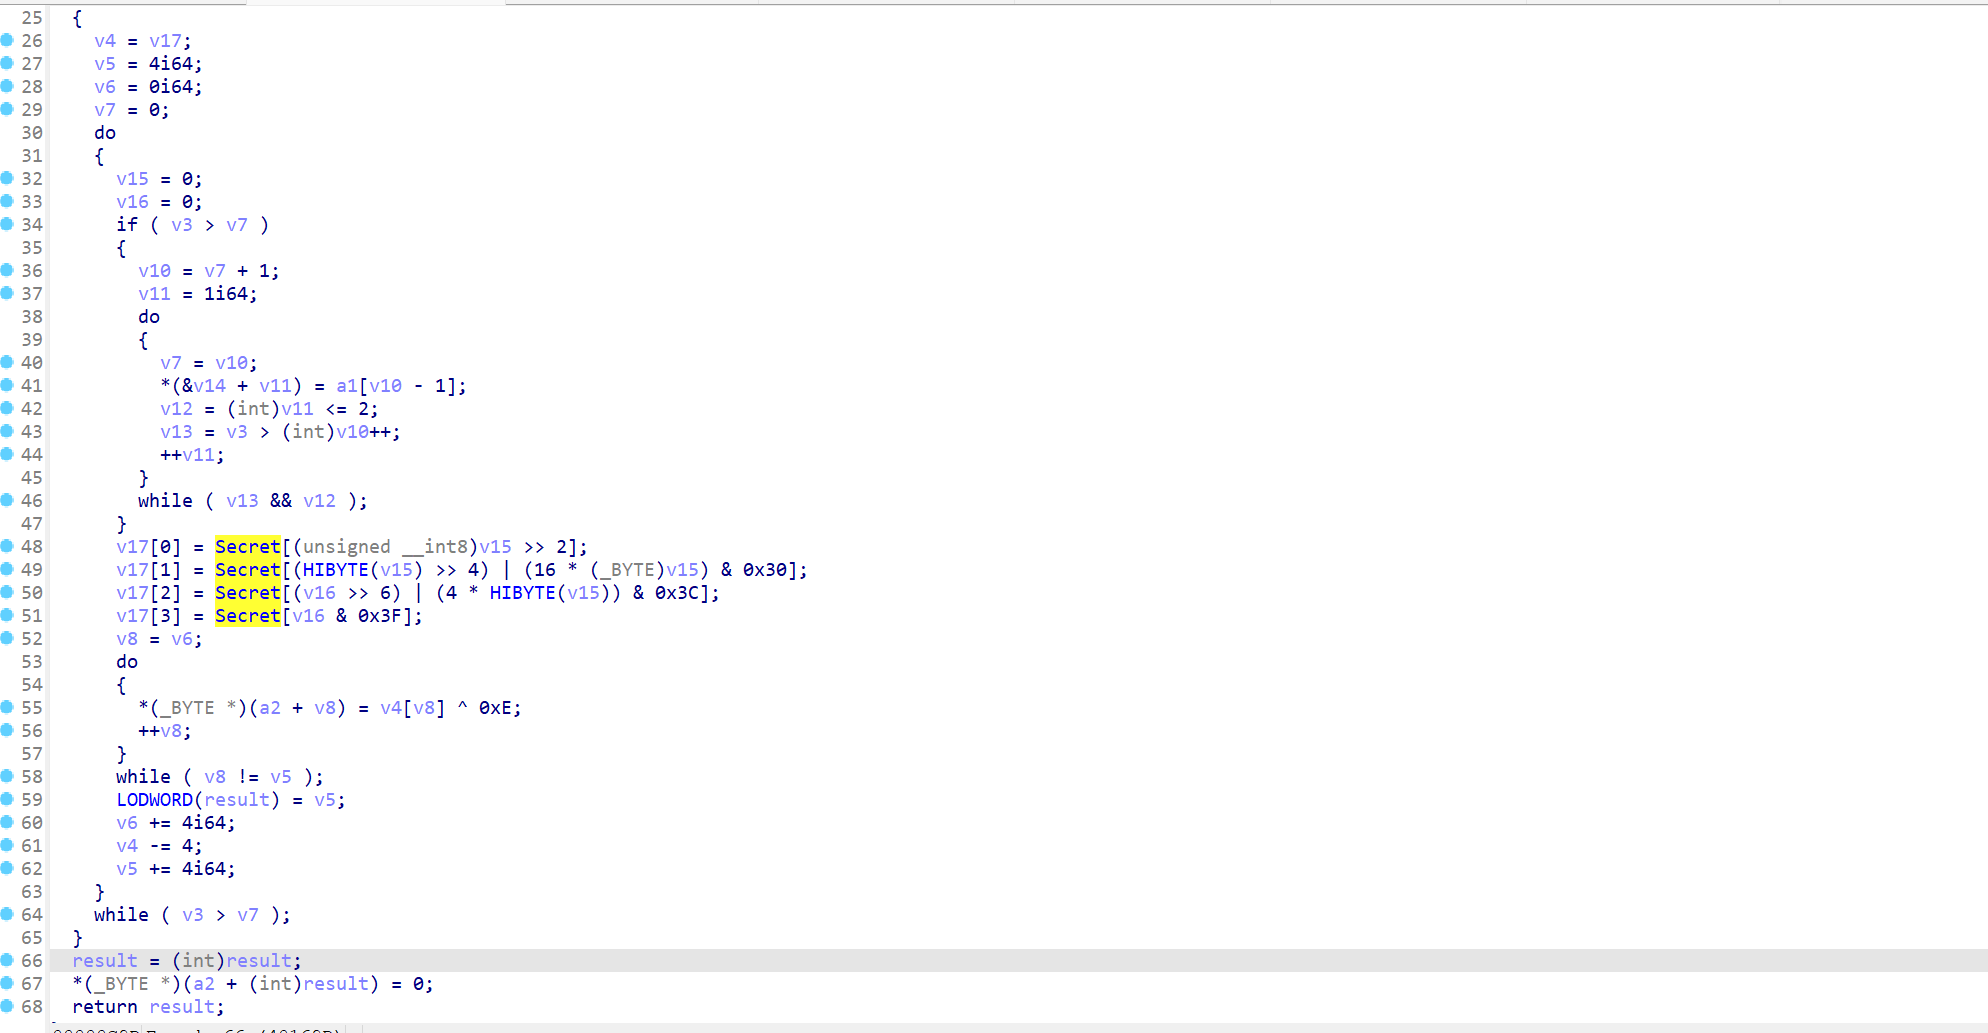 25 {
26 v4 = v17;
27 v5 = 4i64;
28 v6 = 0i64;
29 v7 = 0;
30 do
31 {
32 v15 = 0;
33 v16 = 0;
34 if ( v3 > v7 )
35 {
36 v10 = v7 + 1;
37 v11 = 1i64;
38 do
39 {
40 v7 = v10;
41 *(&v14 + v11) = a1[v10 - 1];
42 v12 = (int)v11 <= 2;
43 v13 = v3 > (int)v10++;
44 ++v11;
45 }
46 while ( v13 && v12 );
47 }
48 v17[0] = Secret[(unsigned __int8)v15 >> 2];
49 v17[1] = Secret[(HIBYTE(v15) >> 4) | (16 * (_BYTE)v15) & 0x30];
50 v17[2] = Secret[(v16 >> 6) | (4 * HIBYTE(v15)) & 0x3C];
51 v17[3] = Secret[v16 & 0x3F];
52 v8 = v6;
53 do
54 {
55 *(_BYTE *)(a2 + v8) = v4[v8] ^ 0xE;
56 ++v8;
57 }
58 while ( v8 != v5 );
59 LODWORD(result) = v5;
60 v6 += 4i64;
61 v4 -= 4;
62 v5 += 4i64;
63 }
64 while ( v3 > v7 );
65 }
66 result = (int)result;
67 *(_BYTE *)(a2 + (int)result) = 0;
68 return result;